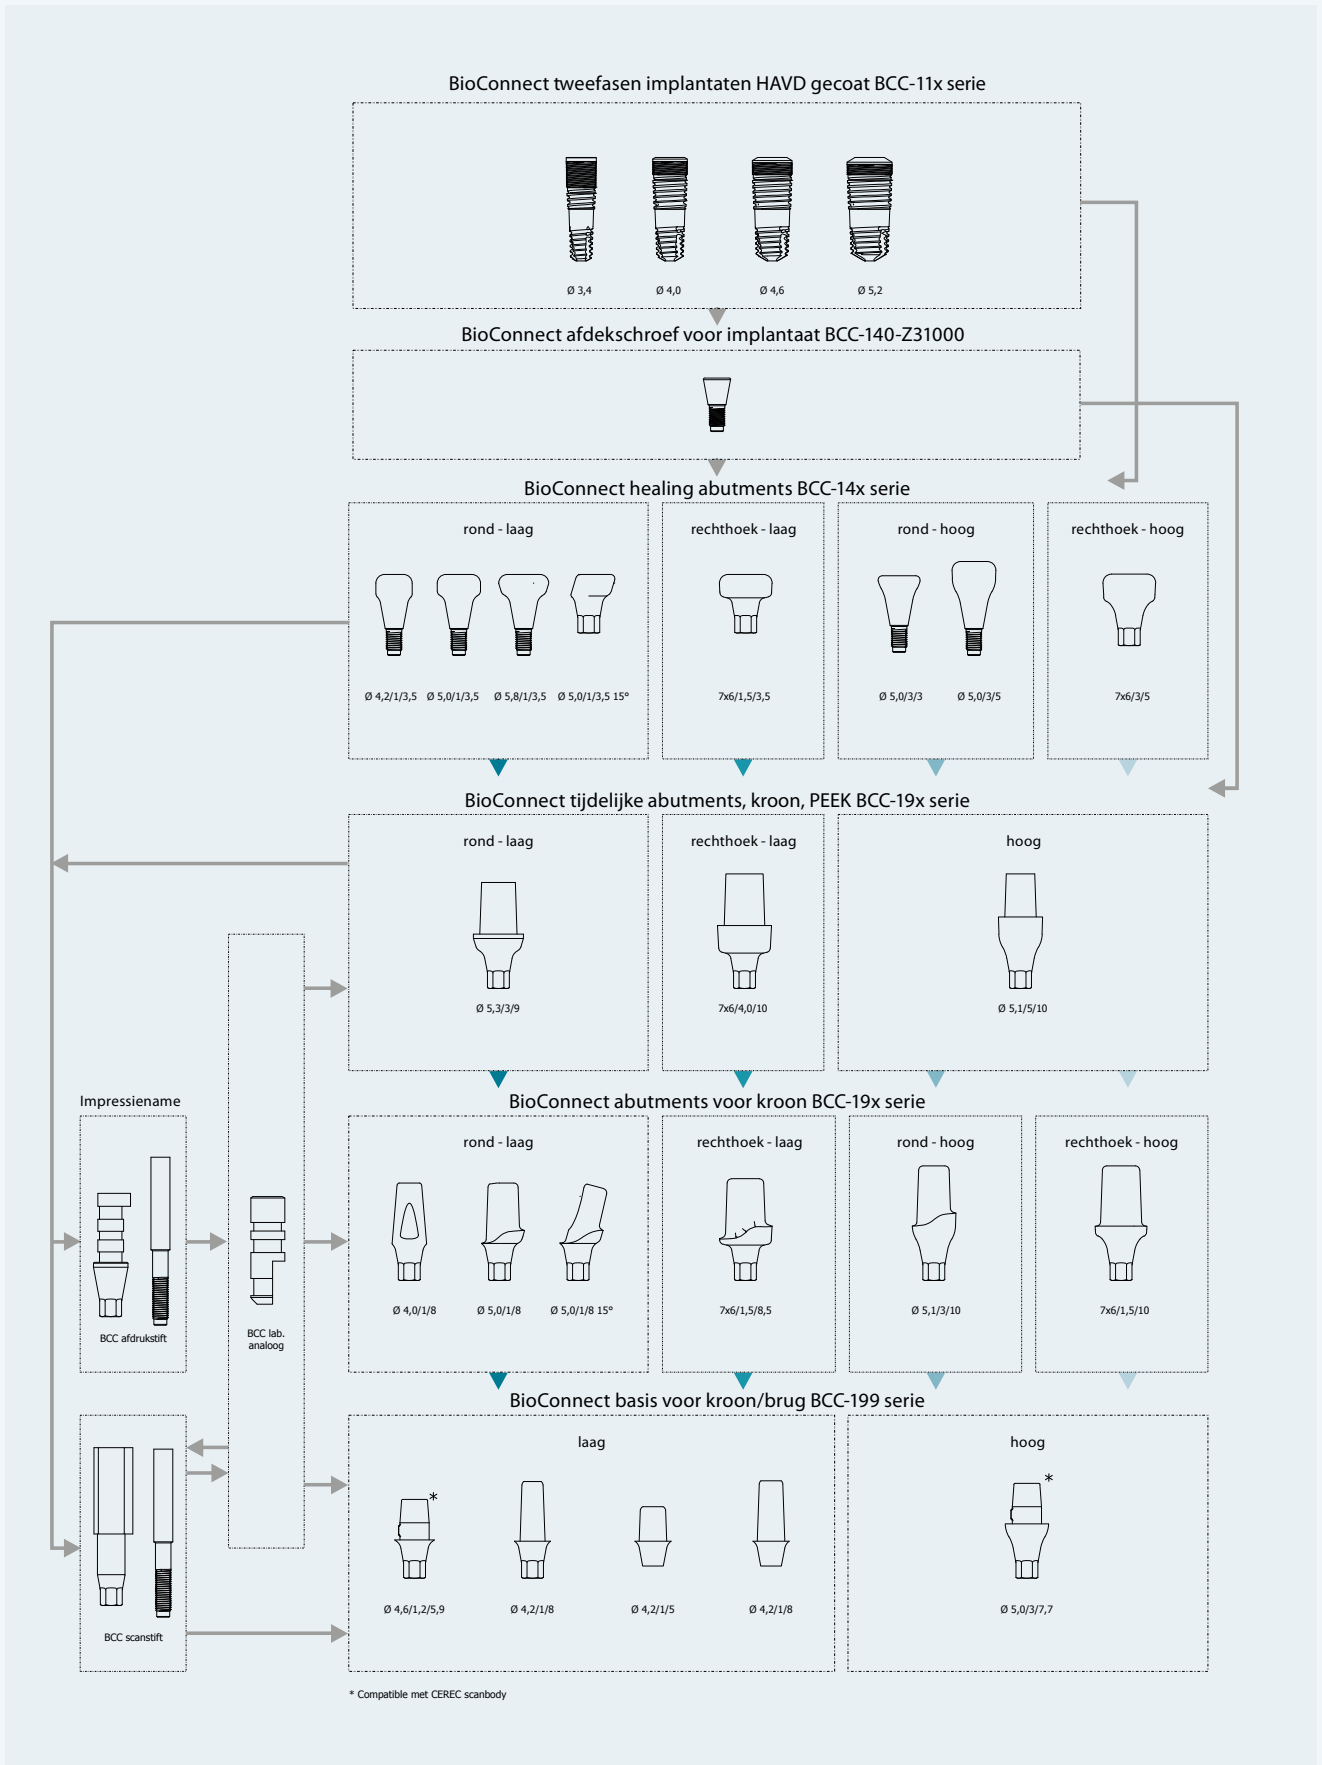 BioConnect tweefasen implantaten HAVD gecoat BCC-11x serie
Ø 3,4 Ø 4,0 Ø 4,6 Ø 5,2
BioConnect afdekschroef voor implantaat BCC-140-Z31000
BioConnect healing abutments BCC-14x serie
rond - laag rechthoek - laag rond - hoog rechthoek - hoog
Ø 4,2/1/3,5 Ø 5,0/1/3,5 Ø 5,8/1/3,5 Ø 5,0/1/3,5 15° 7x6/1,5/3,5 Ø 5,0/3/3 Ø 5,0/3/5 7x6/3/5
BioConnect tijdelijke abutments, kroon, PEEK BCC-19x serie
rond - laag rechthoek - laag hoog
Ø 5,3/3/9 7x6/4,0/10 Ø 5,1/5/10
Impressiename
BCC afdrukstift
BCC lab.
analoog
BioConnect abutments voor kroon BCC-19x serie
rond - laag rechthoek - laag rond - hoog rechthoek - hoog
Ø 4,0/1/8 Ø 5,0/1/8 Ø 5,0/1/8 15° 7x6/1,5/8,5 Ø 5,1/3/10 7x6/1,5/10
BioConnect basis voor kroon/brug BCC-199 serie
laag hoog
* *
Ø 4,6/1,2/5,9 Ø 4,2/1/8 Ø 4,2/1/5 Ø 4,2/1/8 Ø 5,0/3/7,7
BCC scanstift
* Compatible met CEREC scanbody